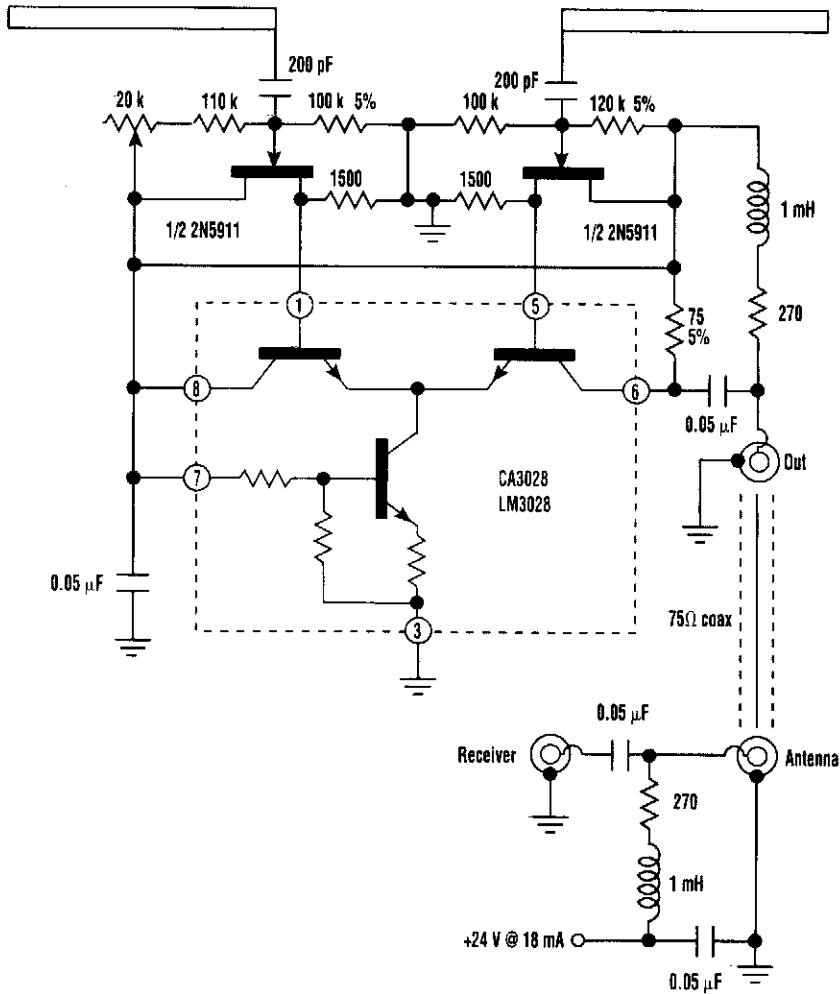 200 pF
200 pF
20 k
110 k
100 k 5%
100 k
120 k 5%
1500
1500
1 mH
1/2 2N5911
1/2 2N5911
1
5
75
5%
270
8
6
0.05 µF
7
CA3028
LM3028
Out
0.05 µF
3
75Ω coax
0.05 µF
Receiver
Antenna
270
1 mH
+24 V @ 18 mA
0.05 µF